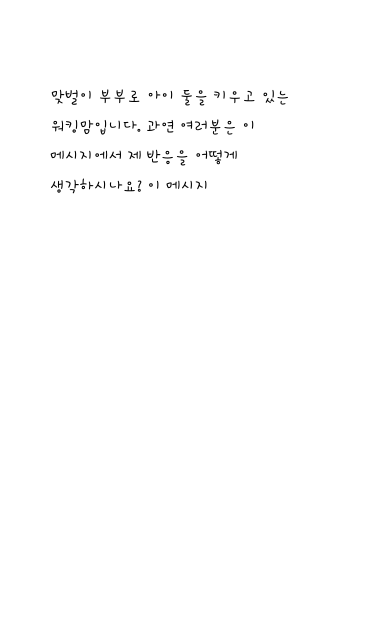 맞벌이 부부로 아이 둘을 키우고 있는
워킹맘입니다. 과연 여러분은 이
메시지에서 제 반응을 어떻게
생각하시나요? 이 메시지